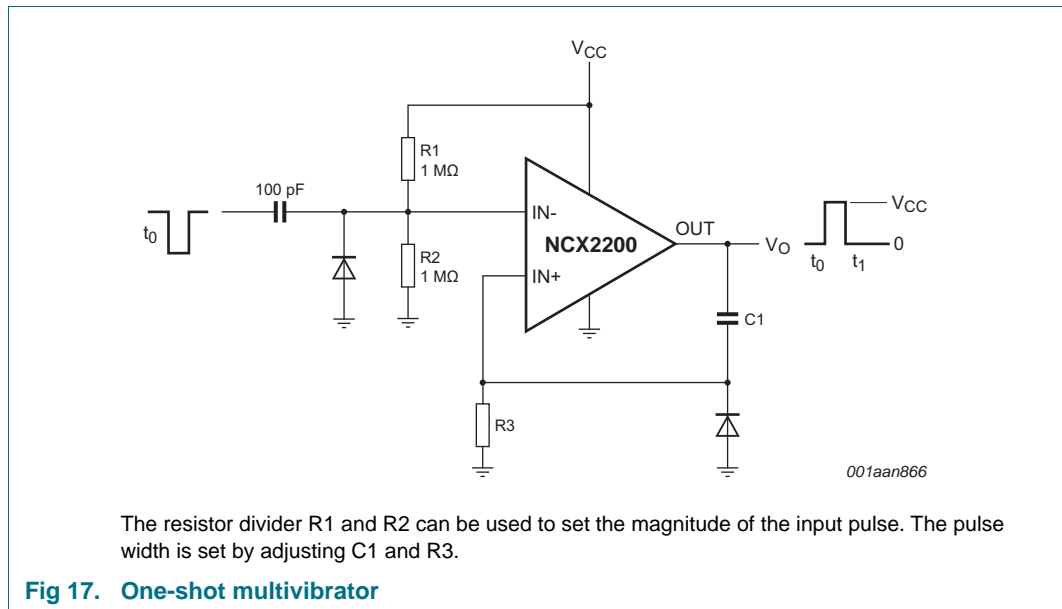 VCC
R1
1 MΩ
100 pF
t0
IN-
NCX2200
OUT
VO
VCC
0
t0
t1
R2
1 MΩ
IN+
C1
R3
001aan866
The resistor divider R1 and R2 can be used to set the magnitude of the input pulse. The pulse
width is set by adjusting C1 and R3.
Fig 17. One-shot multivibrator